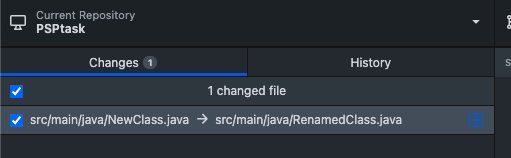 Current Repository
PSPtask
Changes 1
History
1 changed file
src/main/java/NewClass.java → src/main/java/RenamedClass.java